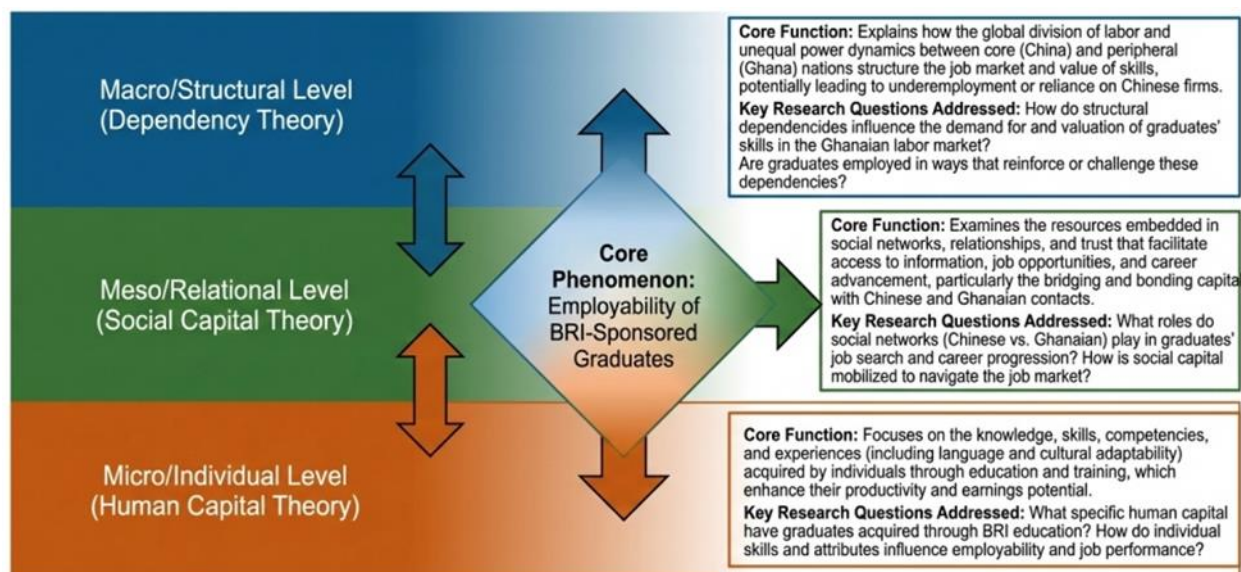 Macro/Structural Level
(Dependency Theory)
Core Function: Explains how the global division of labor and
unequal power dynamics between core (China) and peripheral
(Ghana) nations structure the job market and value of skills,
potentially leading to underemployment or reliance on Chinese firms.
Key Research Questions Addressed: How do structural
dependencides influence the demand for and valuation of graduates'
skills in the Ghanaian labor market?
Are graduates employed in ways that reinforce or challenge these
dependencies?
Meso/Relational Level
(Social Capital Theory)
Core
Phenomenon:
Employability of
BRI-Sponsored
Graduates
Core Function: Examines the resources embedded in
social networks, relationships, and trust that facilitate
access to information, job opportunities, and career
advancement, particularly the bridging and bonding capital
with Chinese and Ghanaian contacts.
Key Research Questions Addressed: What roles do
social networks (Chinese vs. Ghanaian) play in graduates'
job search and career progression? How is social capital
mobilized to navigate the job market?
Micro/Individual Level
(Human Capital Theory)
Core Function: Focuses on the knowledge, skills, competencies,
and experiences (including language and cultural adaptability)
acquired by individuals through education and training, which
enhance their productivity and earnings potential.
Key Research Questions Addressed: What specific human capital
have graduates acquired through BRI education? How do individual
skills and attributes influence employability and job performance?